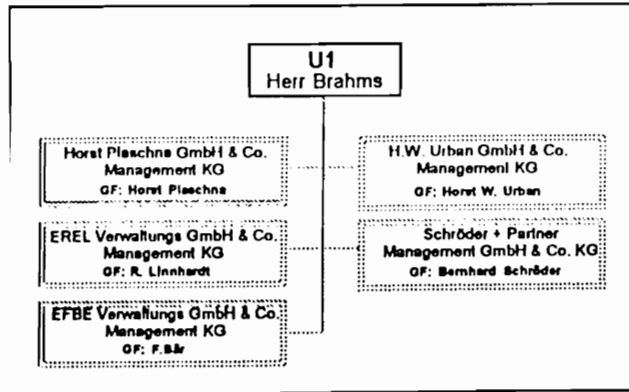 U1
Herr Brahms
Horst Plaschna GmbH & Co.
Management KG
GF: Horst Plaschna
H.W. Urban GmbH & Co.
Management KG
GF: Horst W. Urban
EREL Verwaltungs GmbH & Co.
Management KG
GF: R. Linnhardt
Schröder + Partner
Management GmbH & Co. KG
GF: Bernhard Schröder
EFBE Verwaltungs GmbH & Co.
Management KG
GF: F.Bär